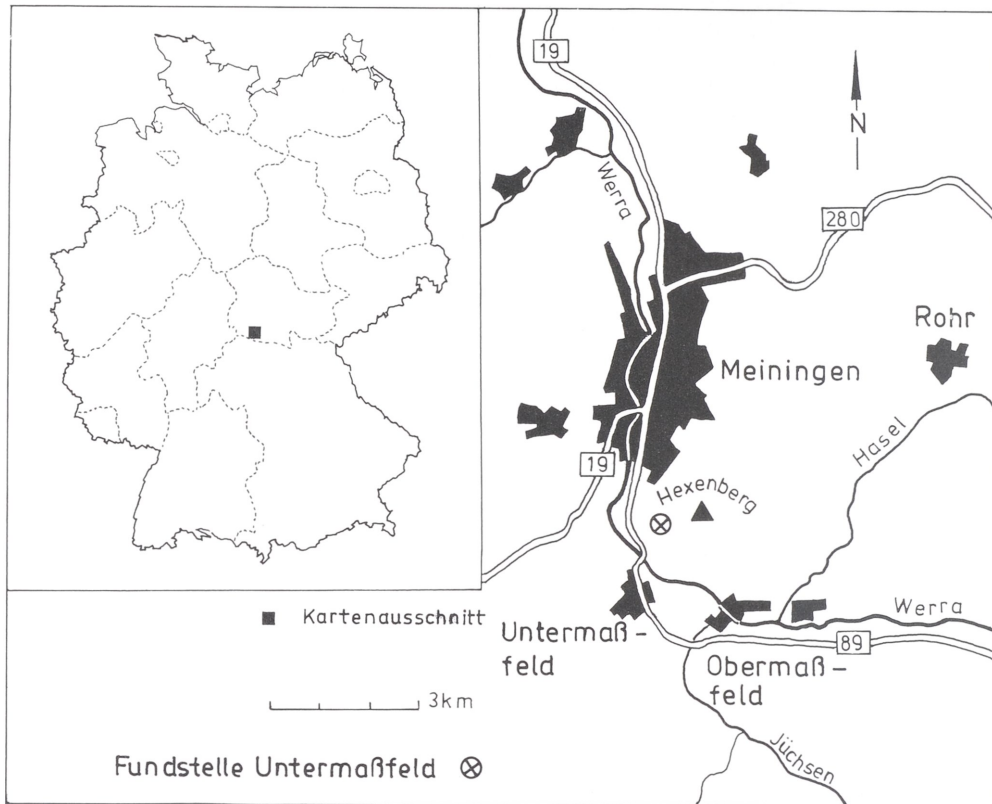 19
N
Werra
280
Rohr
Meiningen
Hasel
19
Hexenberg
Werra
Untermaß-
feld
89
Obermaß-
feld
Jüchsen
Kartenausschnitt
3km
Fundstelle Untermaßfeld